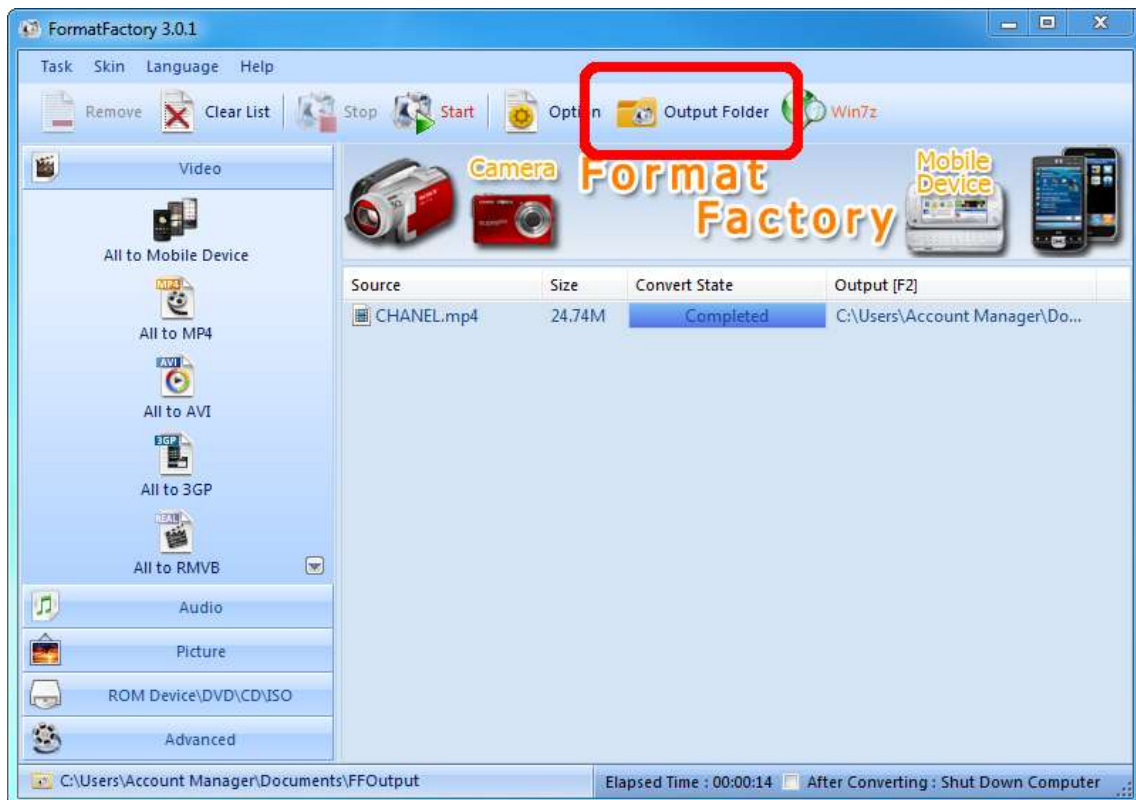 FormatFactory 3.0.1
Task Skin Language Help
Remove Clear List Stop Start Option Output Folder Win7z
Video
All to Mobile Device
MP4
All to MP4
AVI
All to AVI
3GP
All to 3GP
REAL
All to RMVB
Audio
Picture
ROM Device\DVD\CD\ISO
Advanced
Camera
Format
Factory
Mobile
Device
Source Size Convert State Output [F2]
CHANEL.mp4 24.74M Completed C:\Users\Account Manager\Do...
C:\Users\Account Manager\Documents\FFOutput Elapsed Time : 00:00:14 After Converting : Shut Down Computer